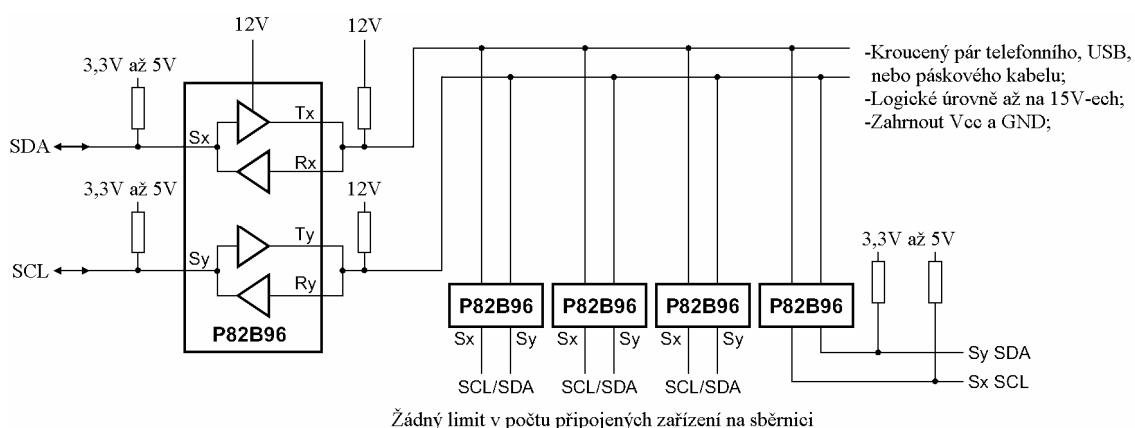 12V
12V
3,3V až 5V
-Kroucený pár telefonního, USB,
nebo páskového kabelu;
-Logické úrovně až na 15V-ech;
-Zahrnout Vcc a GND;
Tx
Sx
SDA
Rx
3,3V až 5V
12V
Ty
Sy
SCL
Ry
P82B96
3,3V až 5V
P82B96
P82B96
P82B96
P82B96
Sx
Sy
Sx
Sy
Sx
Sy
Sy SDA
Sx SCL
SCL/SDA
SCL/SDA
SCL/SDA
Žádný limit v počtu připojených zařízení na sběrnici